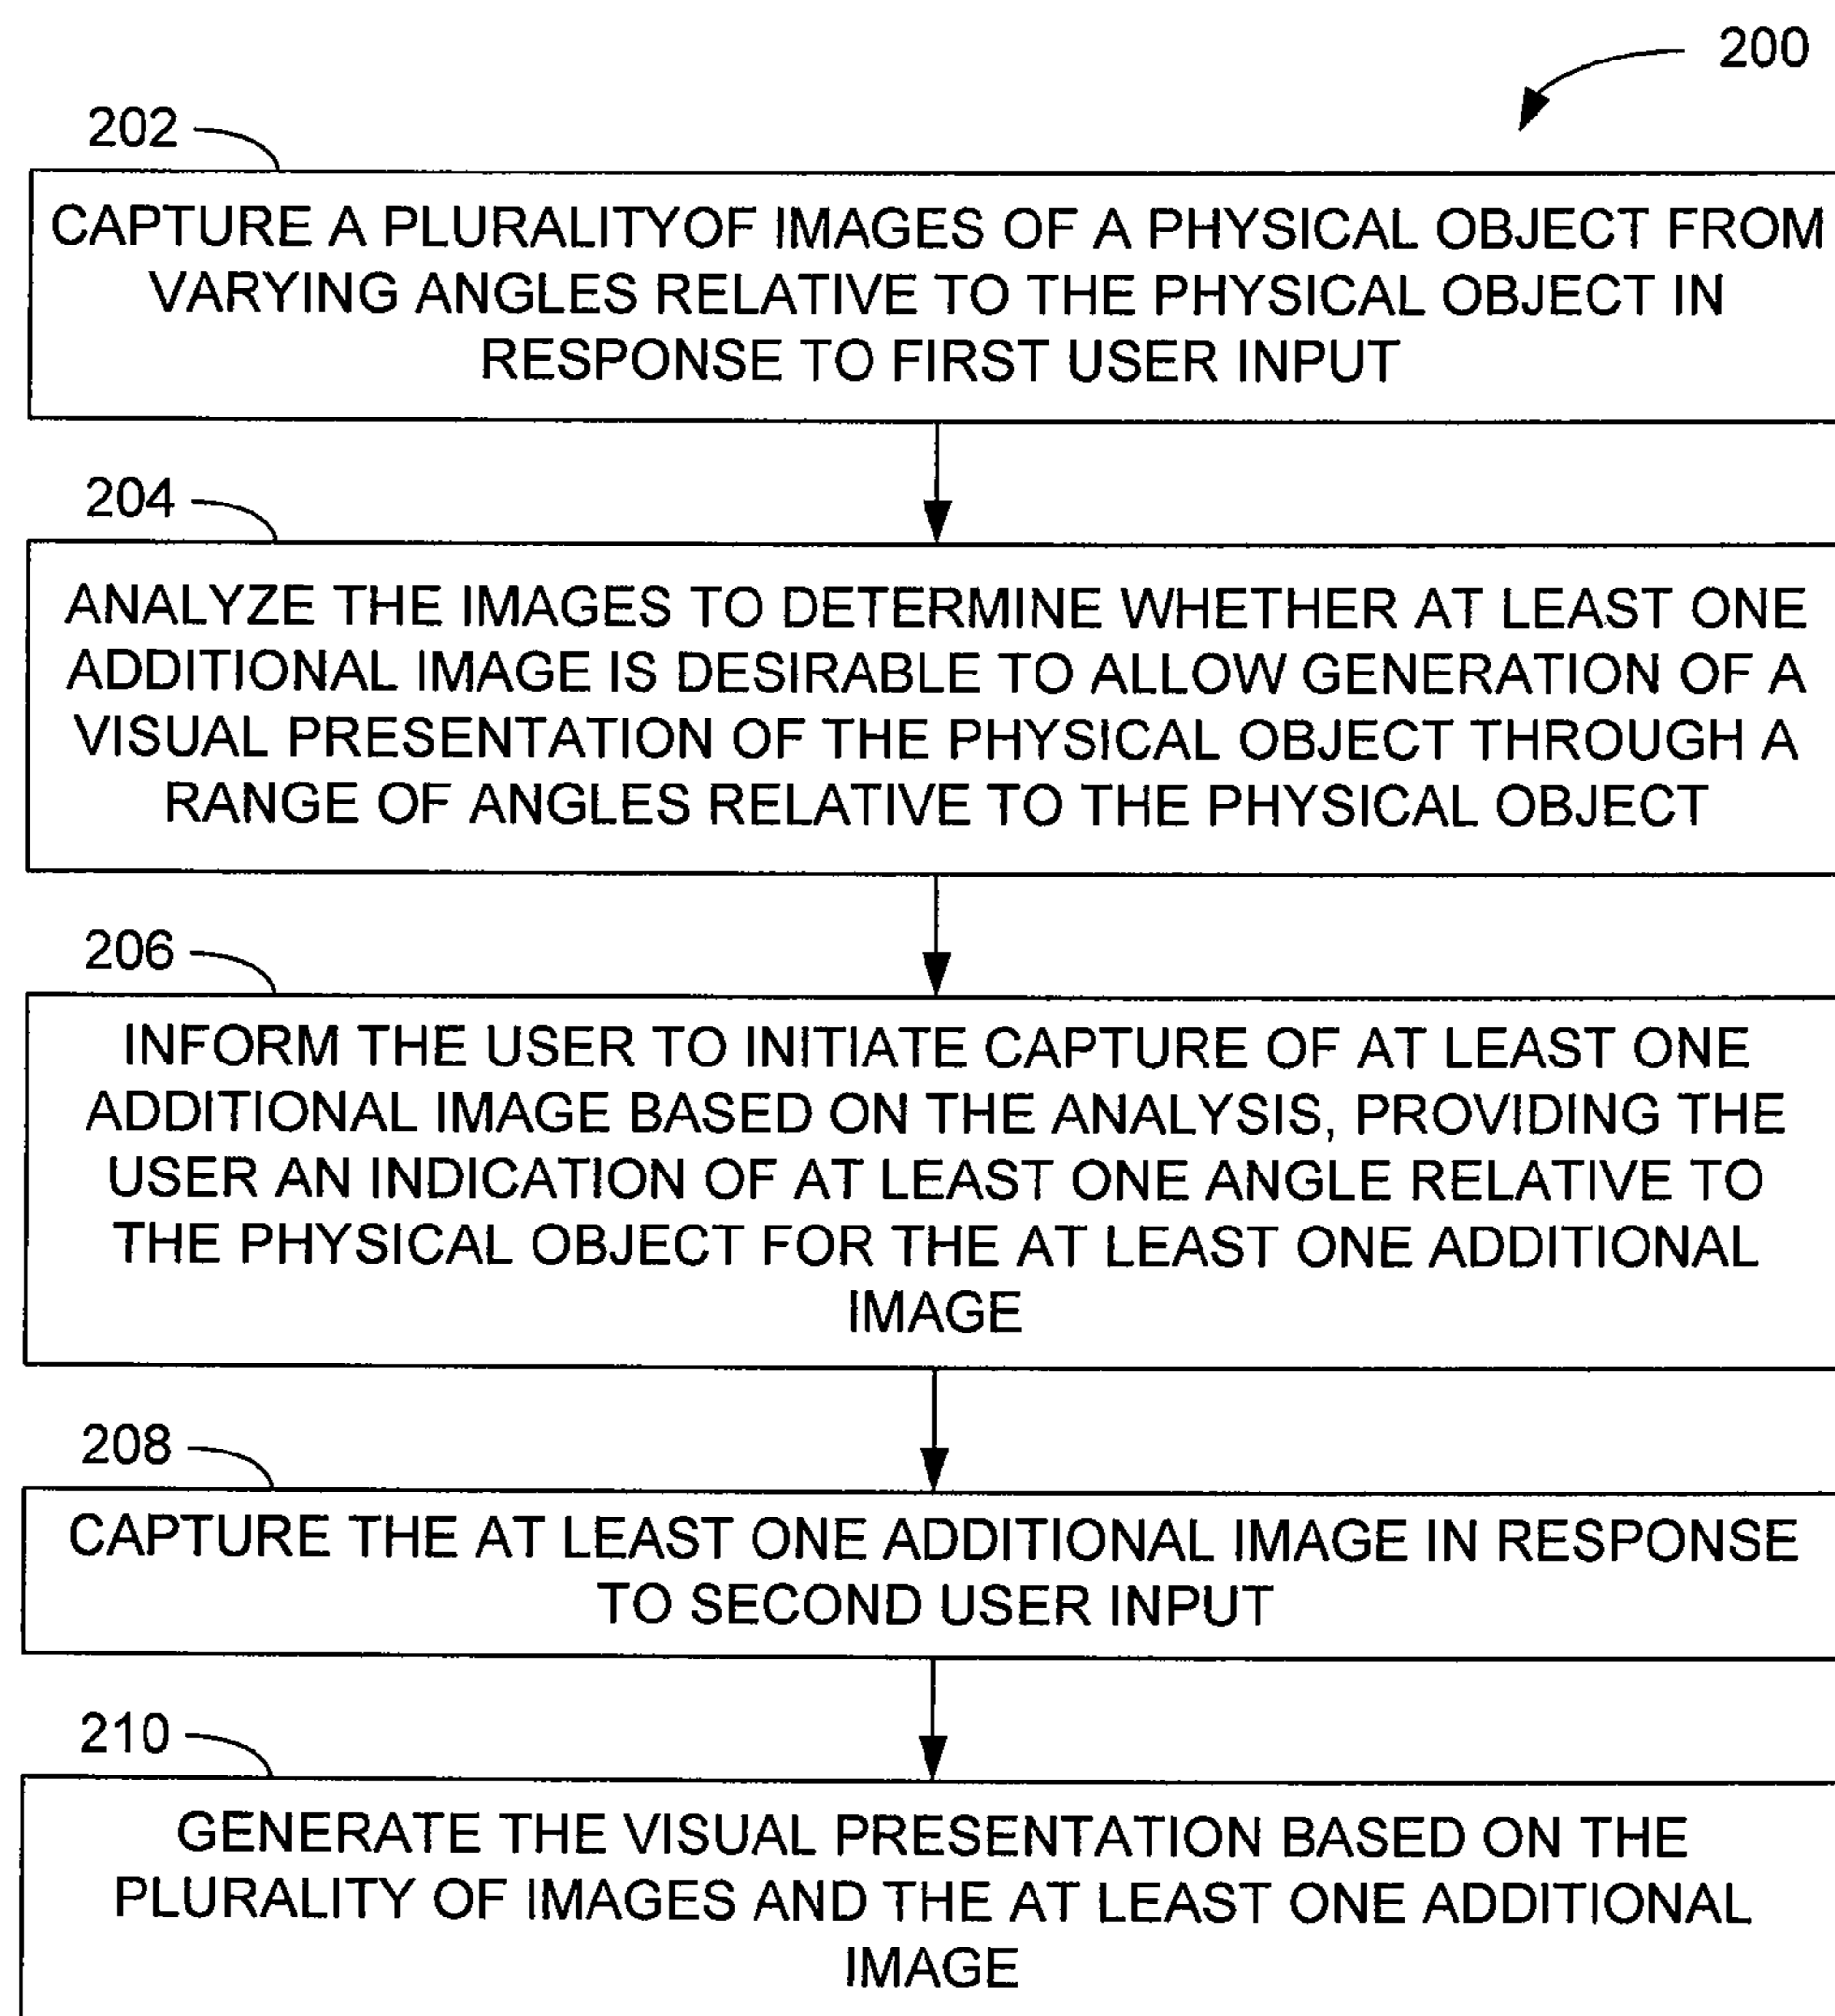 200
202
CAPTURE A PLURALITYOF IMAGES OF A PHYSICAL OBJECT FROM
VARYING ANGLES RELATIVE TO THE PHYSICAL OBJECT IN
RESPONSE TO FIRST USER INPUT
204
ANALYZE THE IMAGES TO DETERMINE WHETHER AT LEAST ONE
ADDITIONAL IMAGE IS DESIRABLE TO ALLOW GENERATION OF A
VISUAL PRESENTATION OF THE PHYSICAL OBJECT THROUGH A
RANGE OF ANGLES RELATIVE TO THE PHYSICAL OBJECT
206
INFORM THE USER TO INITIATE CAPTURE OF AT LEAST ONE
ADDITIONAL IMAGE BASED ON THE ANALYSIS, PROVIDING THE
USER AN INDICATION OF AT LEAST ONE ANGLE RELATIVE TO
THE PHYSICAL OBJECT FOR THE AT LEAST ONE ADDITIONAL
IMAGE
208
CAPTURE THE AT LEAST ONE ADDITIONAL IMAGE IN RESPONSE
TO SECOND USER INPUT
210
GENERATE THE VISUAL PRESENTATION BASED ON THE
PLURALITY OF IMAGES AND THE AT LEAST ONE ADDITIONAL
IMAGE